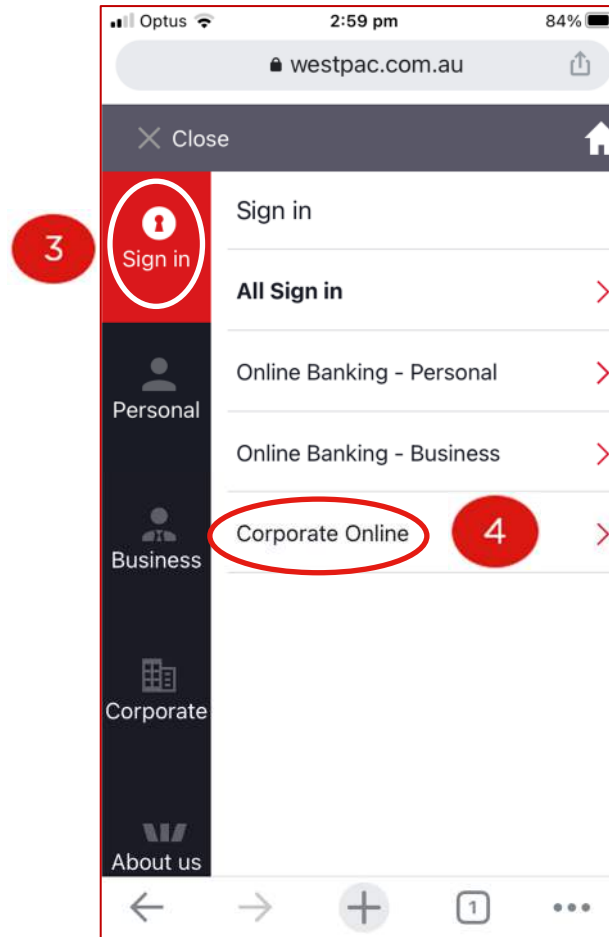 Optus 2:59 pm 84%
westpac.com.au
Close
3
Sign in
Sign in
All Sign in
Personal
Online Banking - Personal
Online Banking - Business
Business
Corporate Online 4
Corporate
About us
1